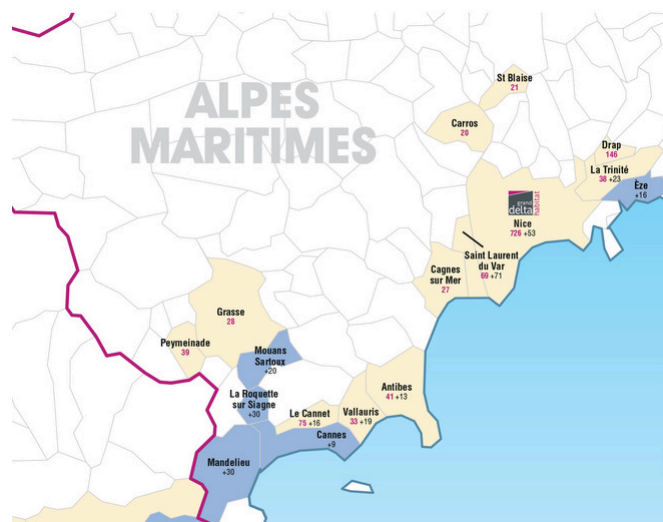 ALPES
MARITIMES
St Blaise
21
Carros
20
Drap
146
La Trinité
38 +23
Èze
+16
grand
delta
habitat
Nice
726 +53
Saint Laurent
du Var
69 +71
Cagnes
sur Mer
27
Grasse
28
Peymeinade
39
Mouans
Sartoux
+20
La Roquette
sur Siagne
+30
Antibes
41 +13
Le Cannet
75 +16
Vallauris
33 +19
Cannes
+9
Mandelieu
+30